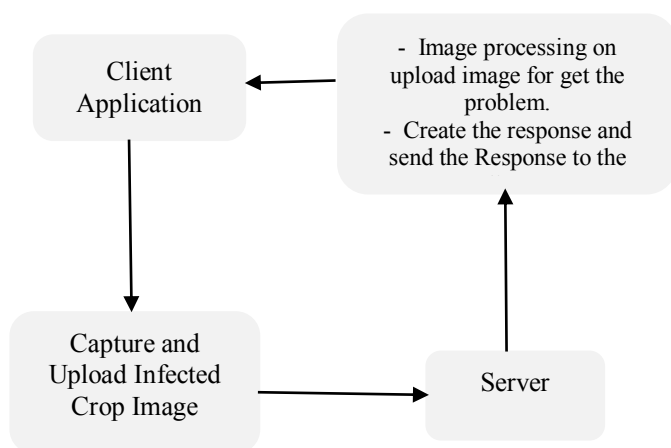 Client
Application
- Image processing on
upload image for get the
problem.
- Create the response and
send the Response to the
Capture and
Upload Infected
Crop Image
Server